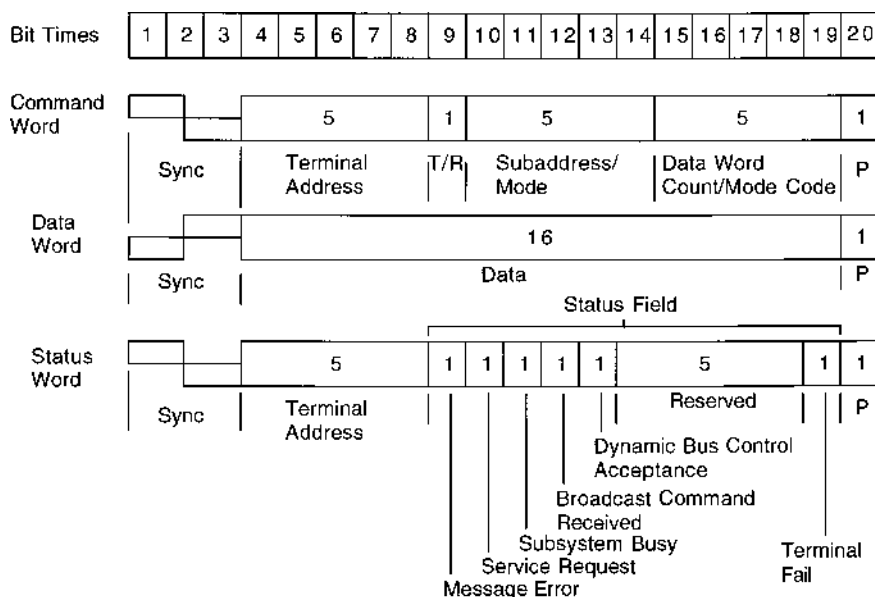 Bit Times 1 2 3 4 5 6 7 8 9 10 11 12 13 14 15 16 17 18 19 20
Command
Word
5 1 5 5 1
Sync
Terminal
Address
T/R
Subaddress/
Mode
Data Word
Count/Mode Code
P
Data
Word
16 1
Sync
Data
P
Status Field
Status
Word
5 1 1 1 1 1 5 1 1
Sync
Terminal
Address
Reserved
P
Dynamic Bus Control
Acceptance
Broadcast Command
Received
Subsystem Busy
Service Request
Message Error
Terminal
Fail